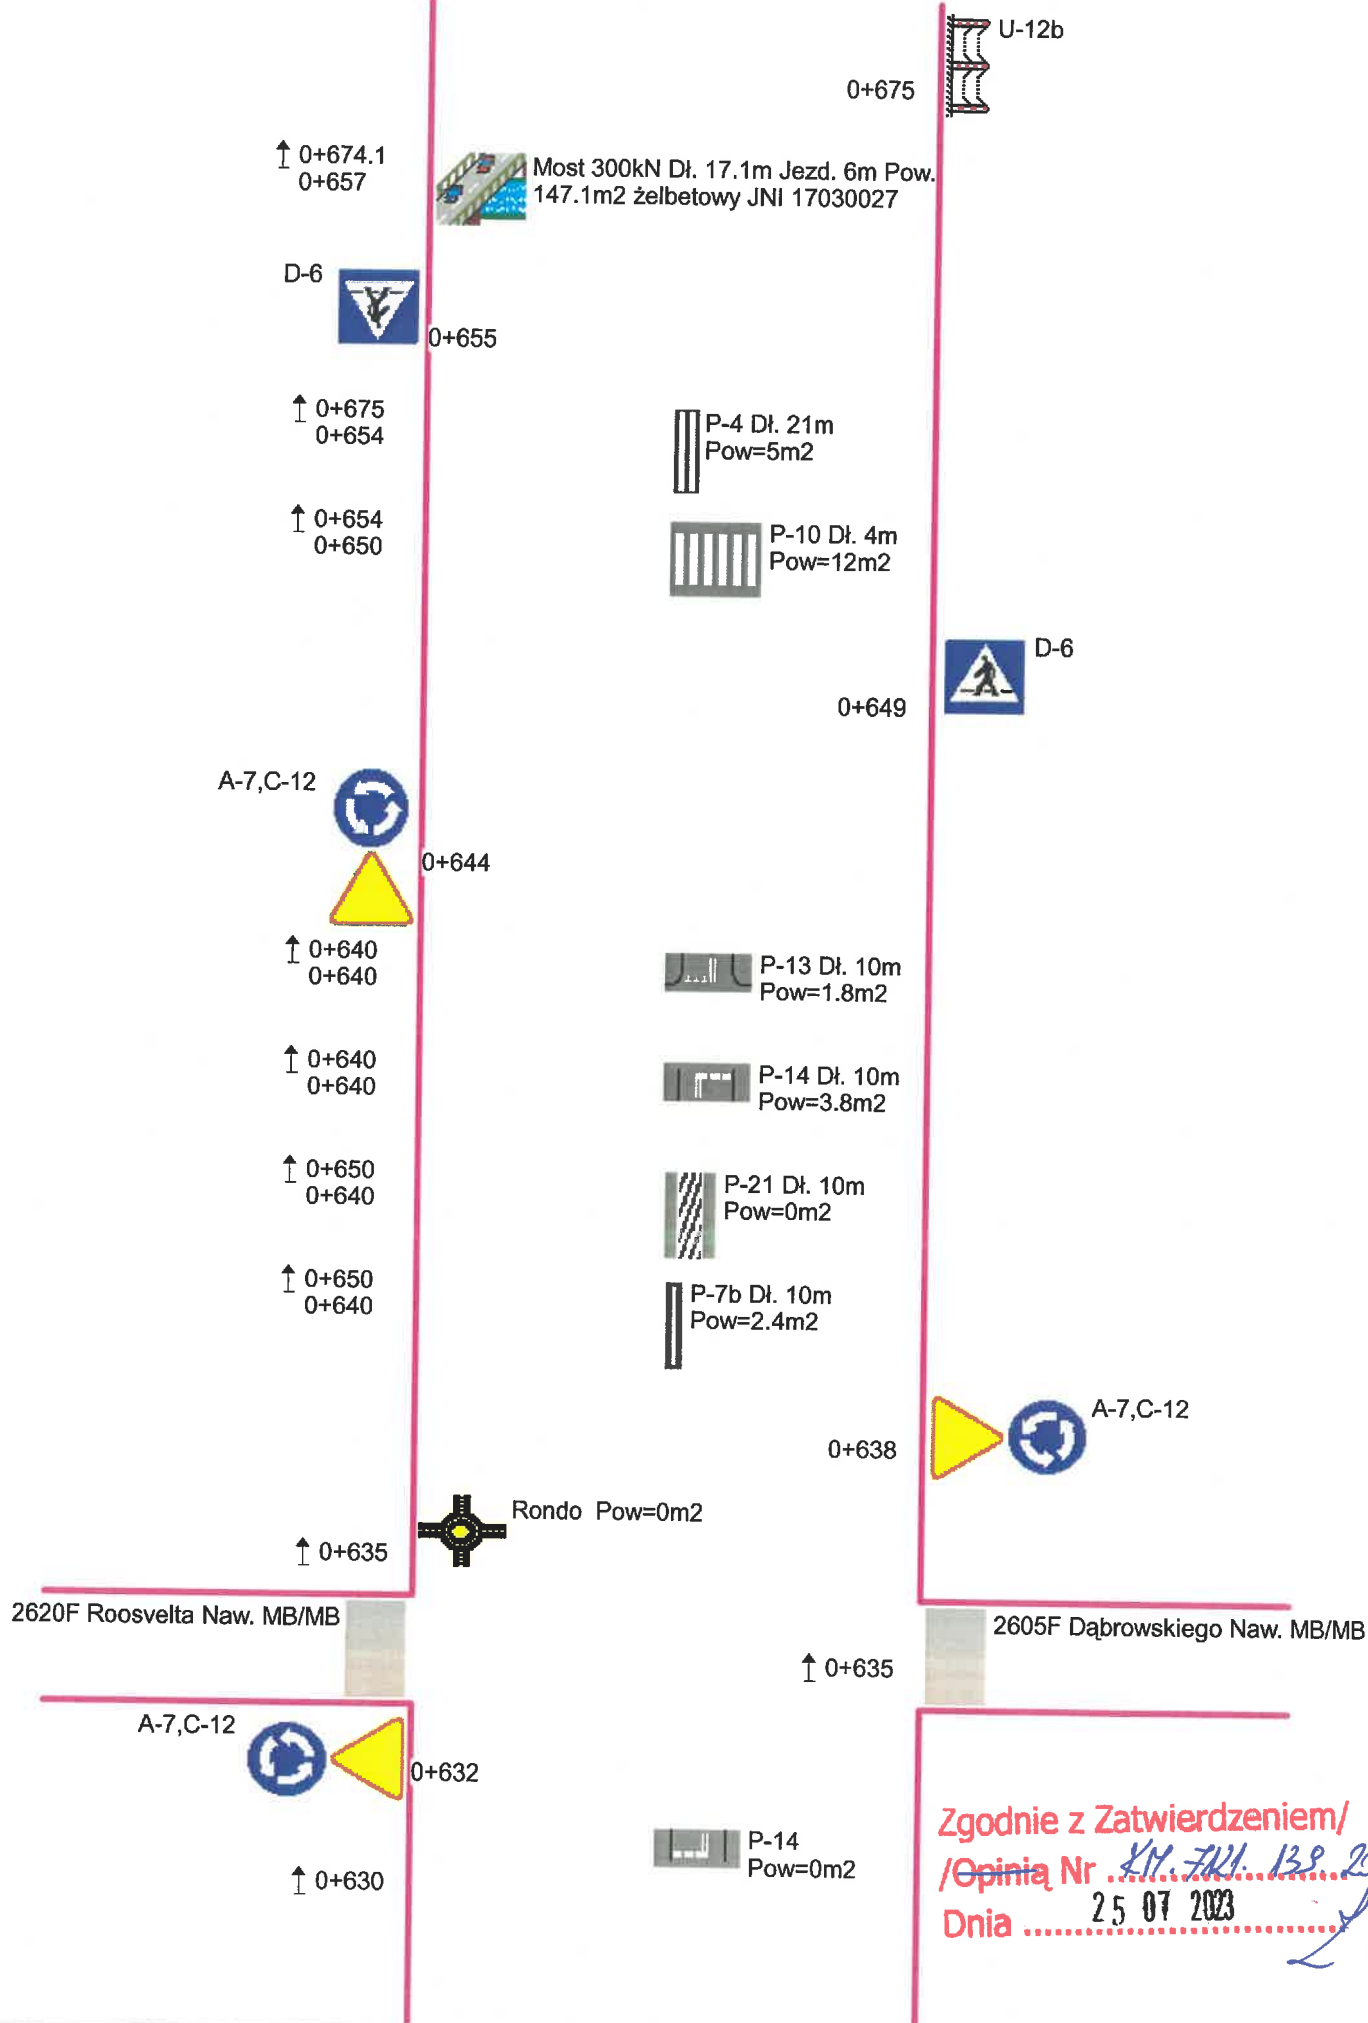 U-12b
0+675
0+674.1
0+657
Most 300kN Dł. 17.1m Jezd. 6m Pow.
147.1m2 żelbetowy JNI 17030027
D-6
0+655
0+675
0+654
P-4 Dł. 21m
Pow=5m2
0+654
0+650
P-10 Dł. 4m
Pow=12m2
D-6
0+649
A-7,C-12
0+644
0+640
0+640
P-13 Dł. 10m
Pow=1.8m2
0+640
0+640
P-14 Dł. 10m
Pow=3.8m2
0+650
0+640
P-21 Dł. 10m
Pow=0m2
0+650
0+640
P-7b Dł. 10m
Pow=2.4m2
A-7,C-12
0+638
Rondo Pow=0m2
0+635
2620F Roosvelta Naw. MB/MB
2605F Dąbrowskiego Naw. MB/MB
0+635
A-7,C-12
0+632
P-14
Pow=0m2
0+630
Zgodnie z Zatwierdzeniem/
/Opinią Nr
Dnia 25 07 2023